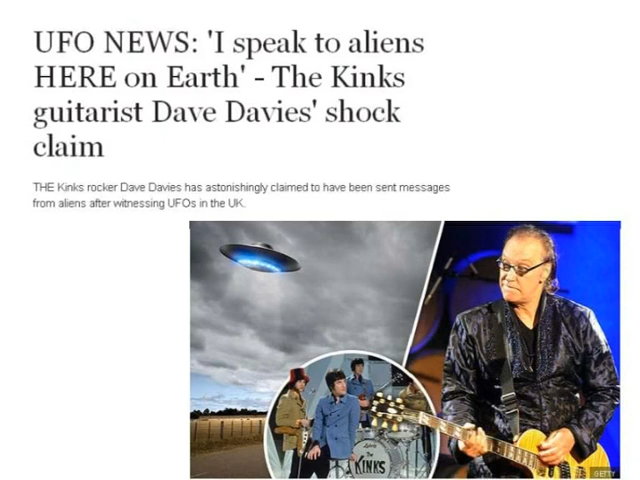 UFO NEWS: 'I speak to aliens
HERE on Earth' - The Kinks
guitarist Dave Davies' shock
claim
THE Kinks rocker Dave Davies has astonishingly claimed to have been sent messages
from aliens after witnessing UFOs in the UK.
The
KINKS
GETTY